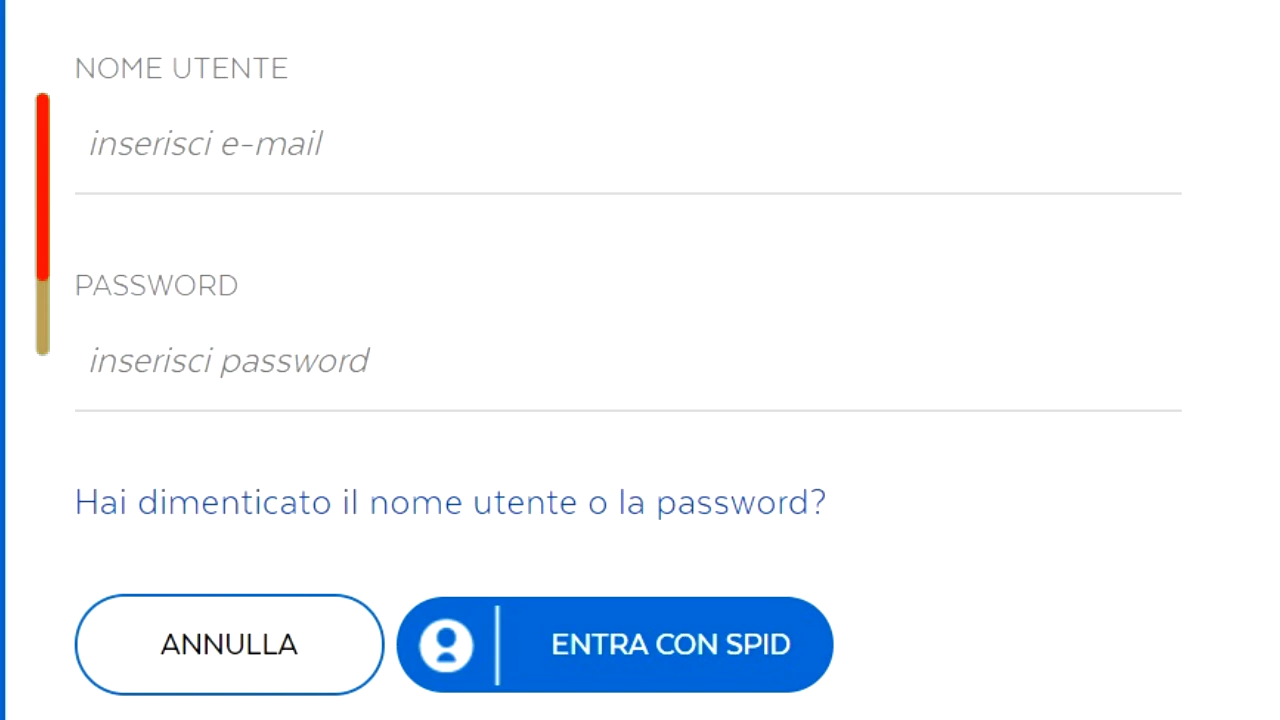 NOME UTENTE
inserisci e-mail
PASSWORD
inserisci password
Hai dimenticato il nome utente o la password?
ANNULLA
ENTRA CON SPID